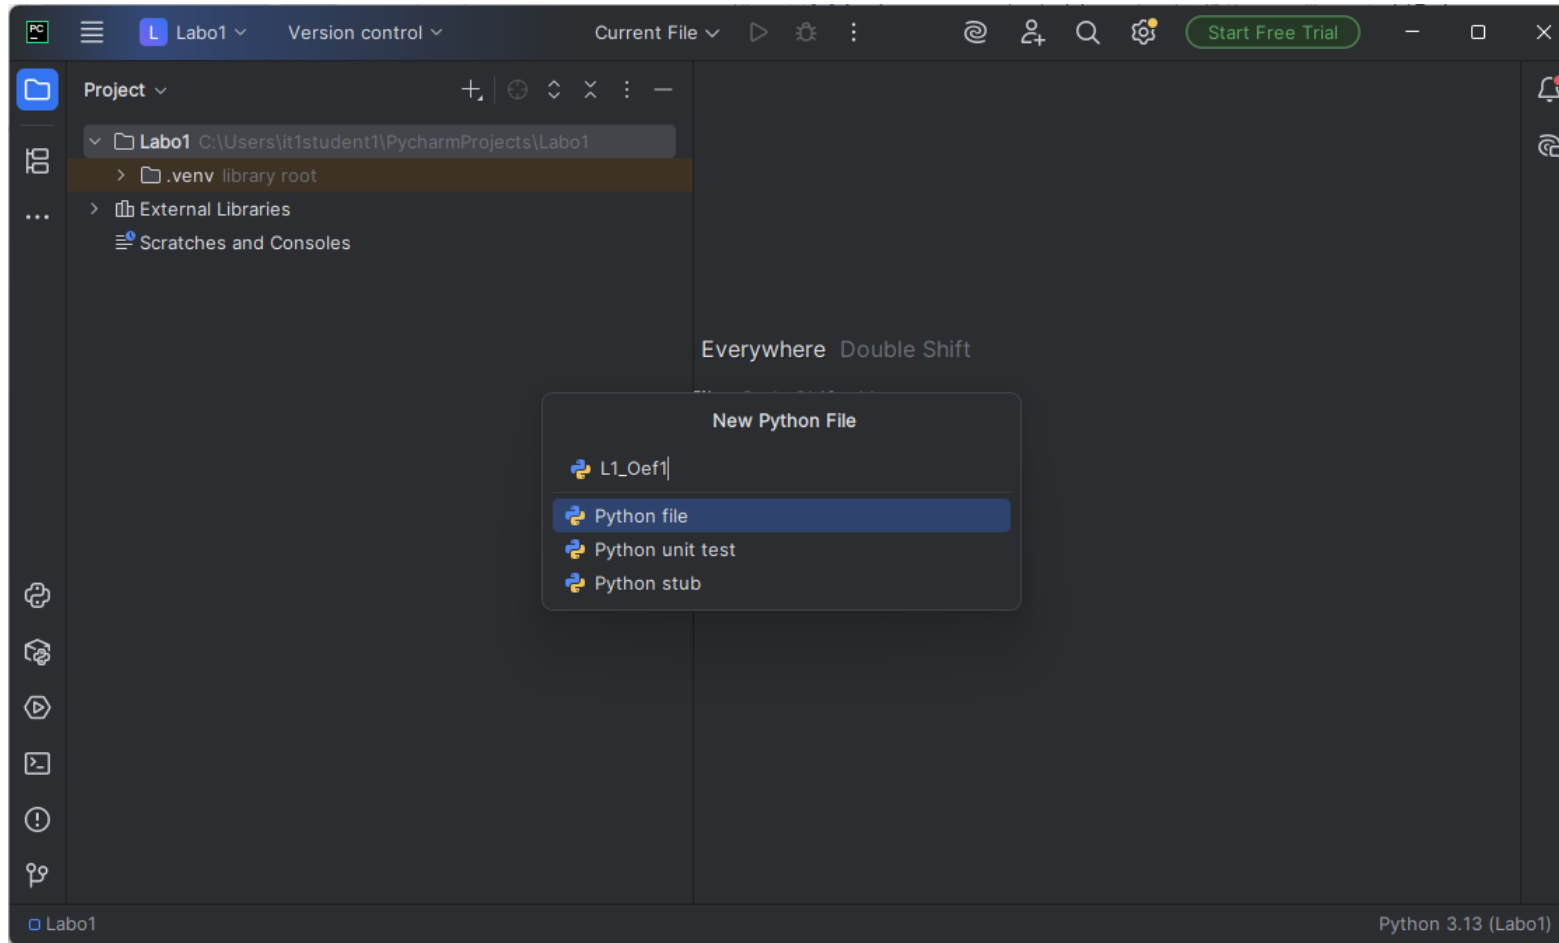 PC L Labo1 Version control Current File Start Free Trial
Project
Labo1 C:\Users\it1student1\PycharmProjects\Labo1
.venv library root
External Libraries
Scratches and Consoles
Everywhere Double Shift
New Python File
L1_Oef1
Python file
Python unit test
Python stub
Labo1 Python 3.13 (Labo1)